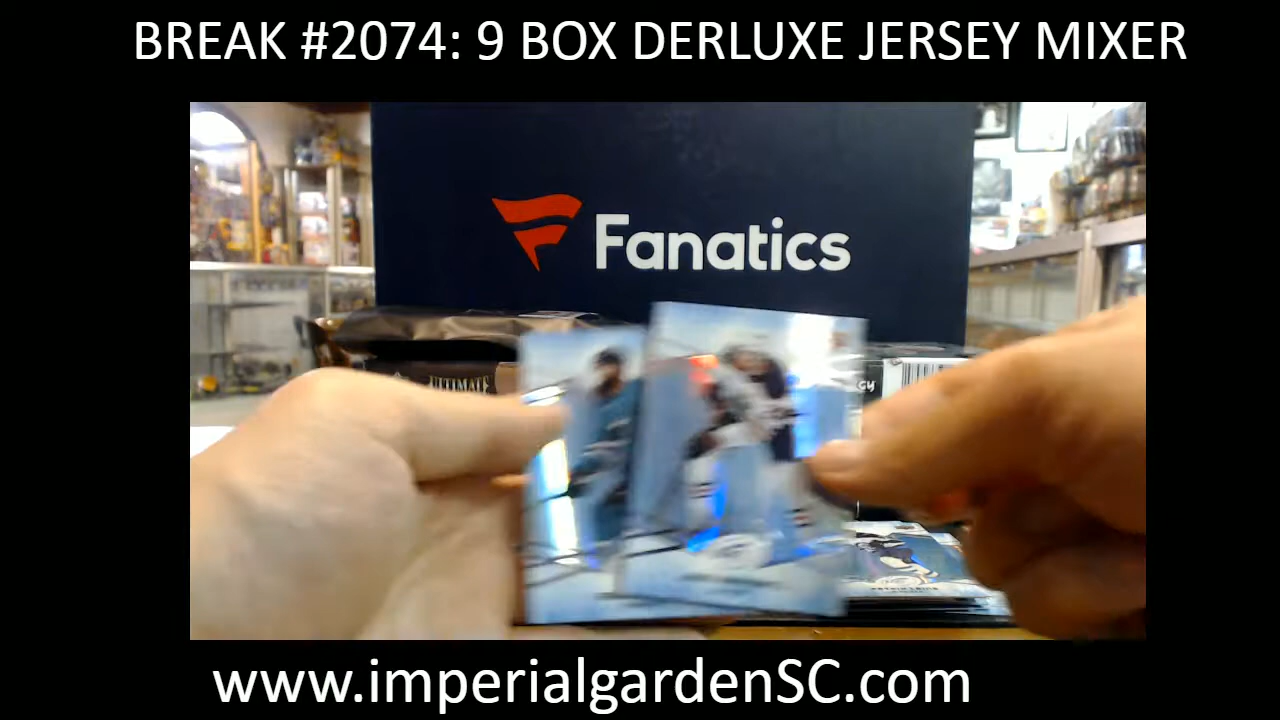 BREAK #2074: 9 BOX DERLUXE JERSEY MIXER
Fanatics
ULTIMATE
www.imperialgardenSC.com